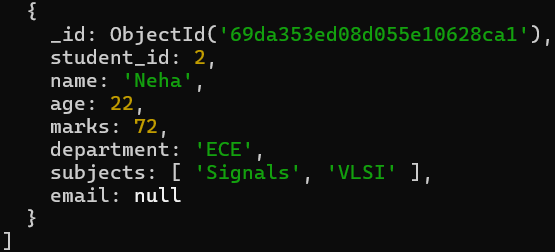 {
_id: ObjectId('69da353ed08d055e10628ca1'),
student_id: 2,
name: 'Neha',
age: 22,
marks: 72,
department: 'ECE',
subjects: [ 'Signals', 'VLSI' ],
email: null
}
]